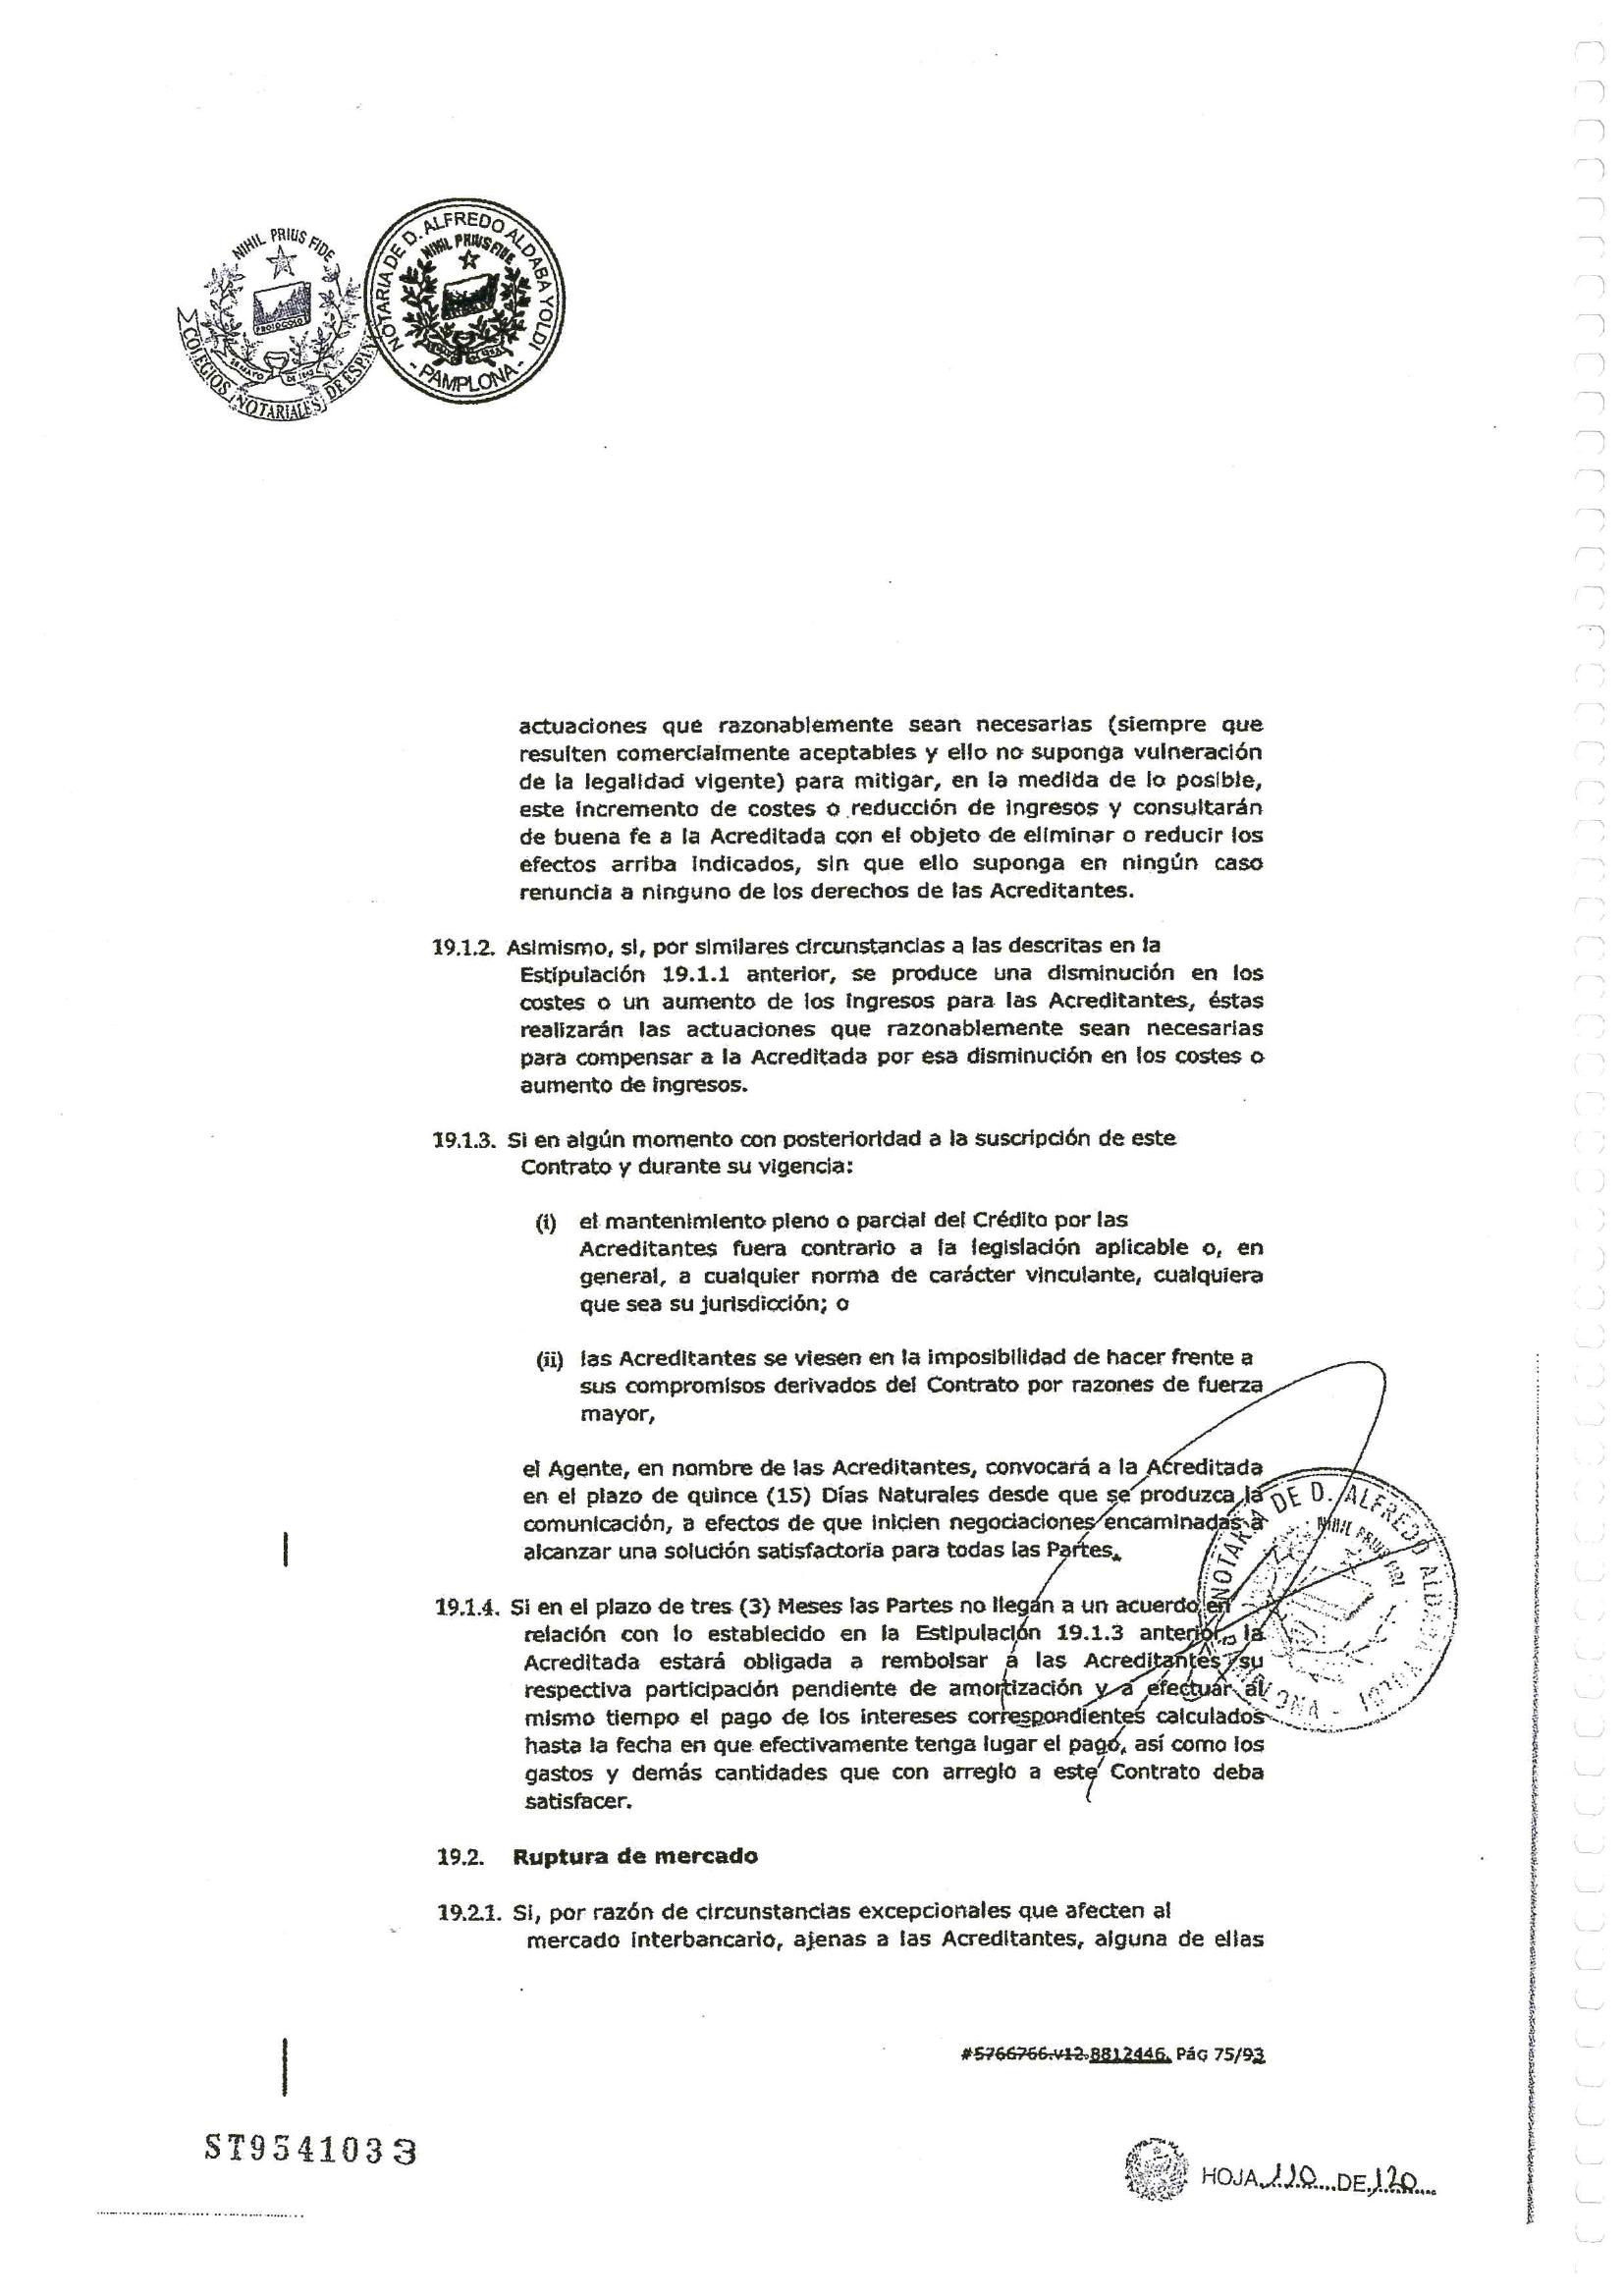 NIHIL PRIUS FIDE
PROTOCOLO
COLEGIOS NOTARIALES DE ESPAÑA
NOTARIA DE D. ALFREDO ALDABA YOLDI
NIHIL PRIUS FIDE
- PAMPLONA -
actuaciones que razonablemente sean necesarias (siempre que
resulten comercialmente aceptables y ello no suponga vulneración
de la legalidad vigente) para mitigar, en la medida de lo posible,
este incremento de costes o reducción de ingresos y consultarán
de buena fe a la Acreditada con el objeto de eliminar o reducir los
efectos arriba indicados, sin que ello suponga en ningún caso
renuncia a ninguno de los derechos de las Acreditantes.
19.1.2. Asimismo, si, por similares circunstancias a las descritas en la
Estipulación 19.1.1 anterior, se produce una disminución en los
costes o un aumento de los ingresos para las Acreditantes, éstas
realizarán las actuaciones que razonablemente sean necesarias
para compensar a la Acreditada por esa disminución en los costes o
aumento de ingresos.
19.1.3. Si en algún momento con posterioridad a la suscripción de este
Contrato y durante su vigencia:
(i) el mantenimiento pleno o parcial del Crédito por las
Acreditantes fuera contrario a la legislación aplicable o, en
general, a cualquier norma de carácter vinculante, cualquiera
que sea su jurisdicción; o
(ii) las Acreditantes se viesen en la imposibilidad de hacer frente a
sus compromisos derivados del Contrato por razones de fuerza
mayor,
el Agente, en nombre de las Acreditantes, convocará a la Acreditada
en el plazo de quince (15) Días Naturales desde que se produzca la
comunicación, a efectos de que inicien negociaciones encaminadas a
alcanzar una solución satisfactoria para todas las Partes.
NOTARIA DE D. ALFREDO ALDABA YOLDI
NIHIL PRIUS FIDE
19.1.4. Si en el plazo de tres (3) Meses las Partes no llegan a un acuerdo en
relación con lo establecido en la Estipulación 19.1.3 anterior, la
Acreditada estará obligada a rembolsar a las Acreditantes su
respectiva participación pendiente de amortización y a efectuar al
mismo tiempo el pago de los intereses correspondientes calculados
hasta la fecha en que efectivamente tenga lugar el pago, así como los
gastos y demás cantidades que con arreglo a este Contrato deba
satisfacer.
19.2. Ruptura de mercado
19.2.1. Si, por razón de circunstancias excepcionales que afecten al
mercado interbancario, ajenas a las Acreditantes, alguna de ellas
#5766766.v12.8812446. Pág 75/93
ST9541033
HOJA 110 DE 120